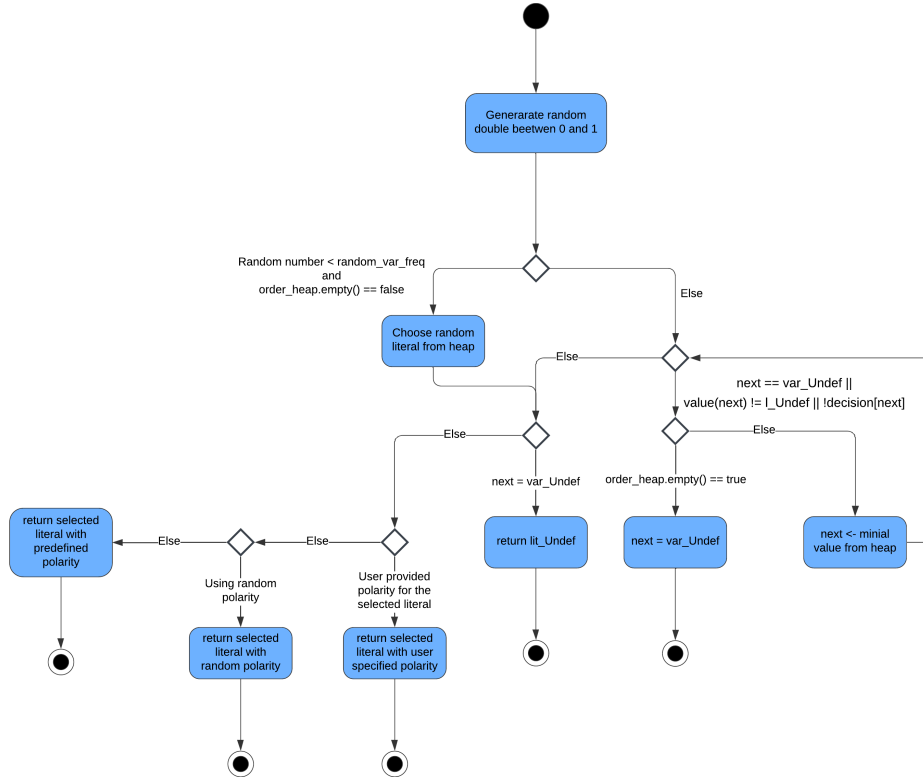 Generarate random
double beetwen 0 and 1
Random number < random_var_freq
and
order_heap.empty() == false
Else
Choose random
literal from heap
Else
next == var_Undef ||
value(next) != l_Undef || !decision[next]
Else
Else
next = var_Undef
order_heap.empty() == true
return selected
literal with
predefined
polarity
Else
Else
return lit_Undef
next = var_Undef
next <- minial
value from heap
Using random
polarity
User provided
polarity for the
selected literal
return selected
literal with
random polarity
return selected
literal with user
specified polarity